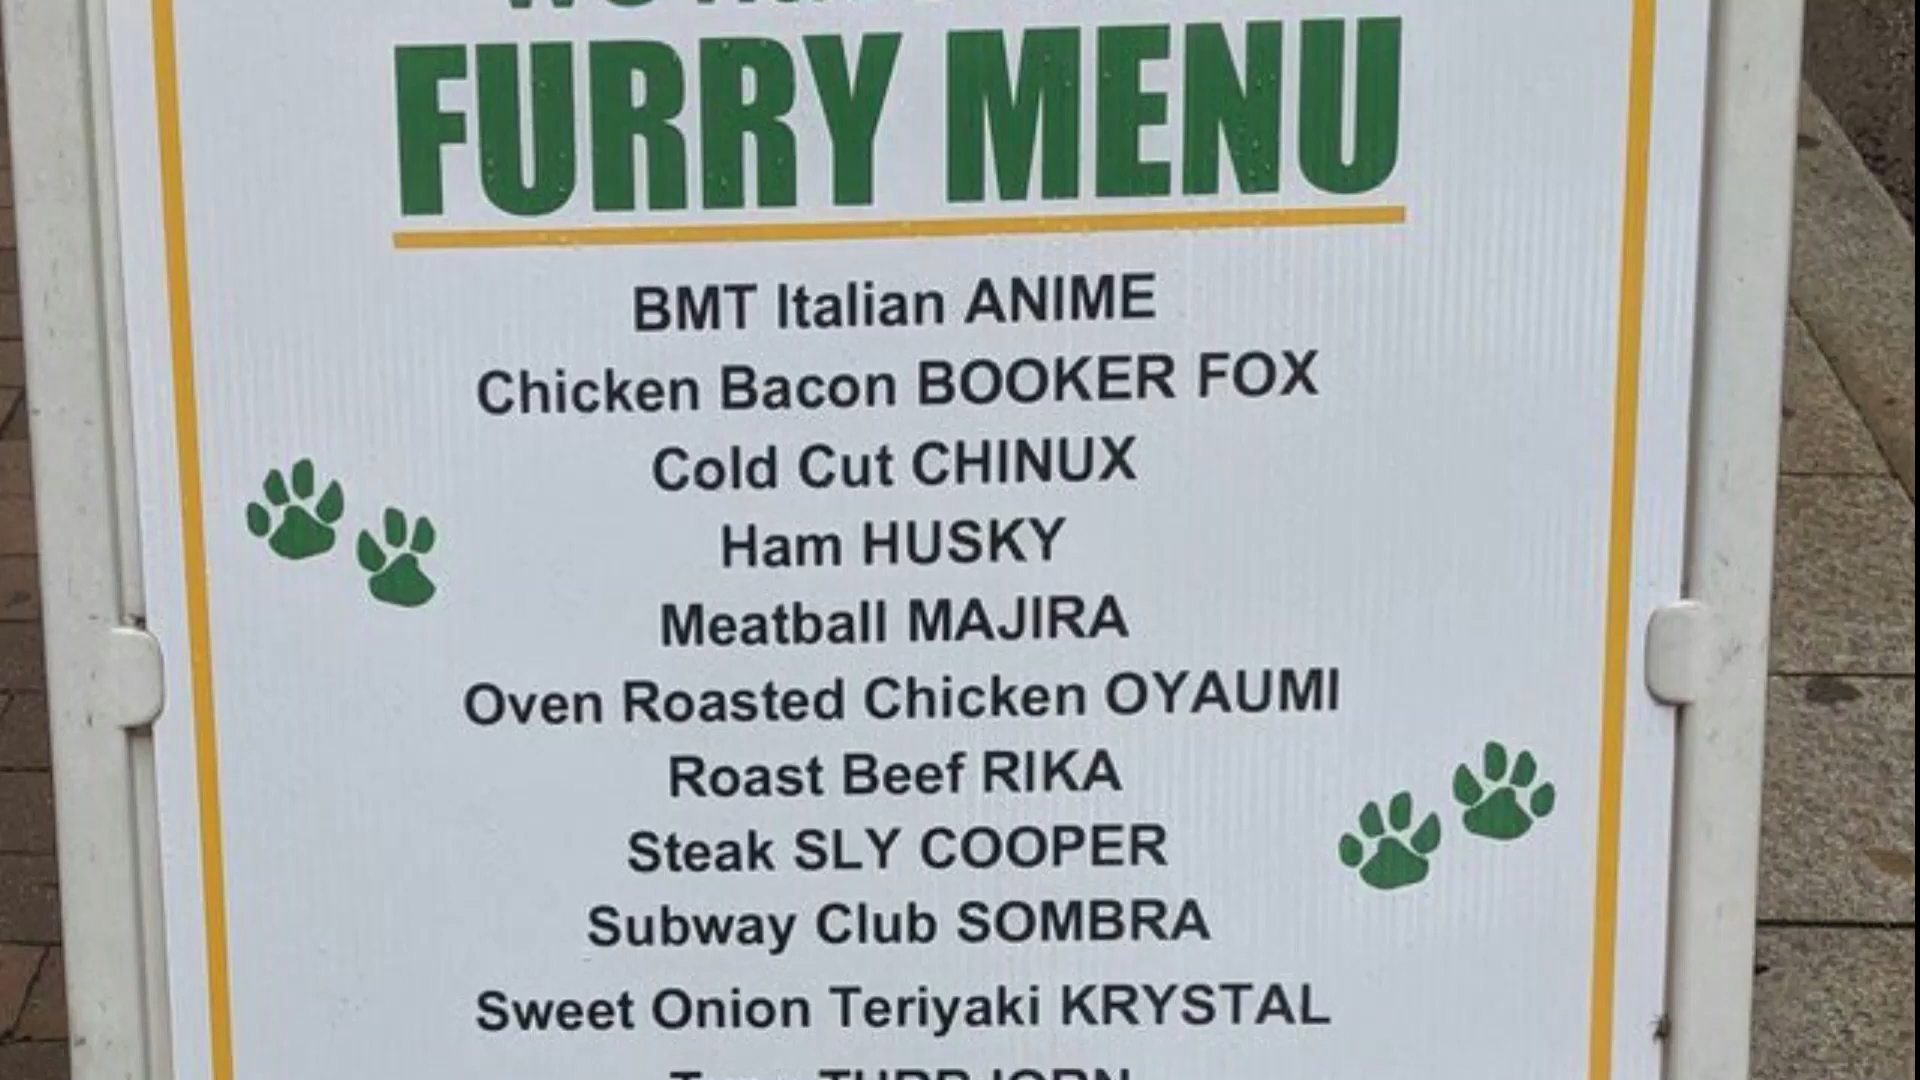 FURRY MENU
BMT Italian ANIME
Chicken Bacon BOOKER FOX
Cold Cut CHINUX
Ham HUSKY
Meatball MAJIRA
Oven Roasted Chicken OYAUMI
Roast Beef RIKA
Steak SLY COOPER
Subway Club SOMBRA
Sweet Onion Teriyaki KRYSTAL